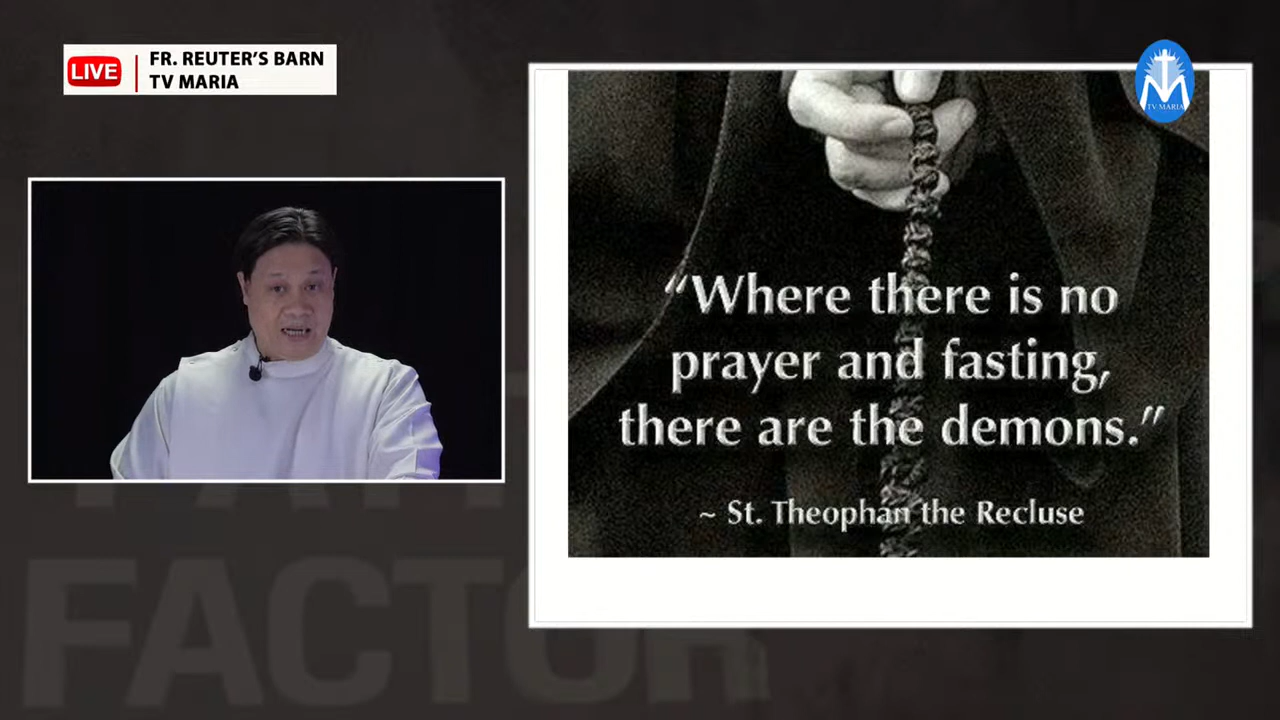 LIVE
FR. REUTER'S BARN
TV MARIA
TV MARIA
“Where there is no
prayer and fasting,
there are the demons.”
~ St. Theophan the Recluse
FACTOR